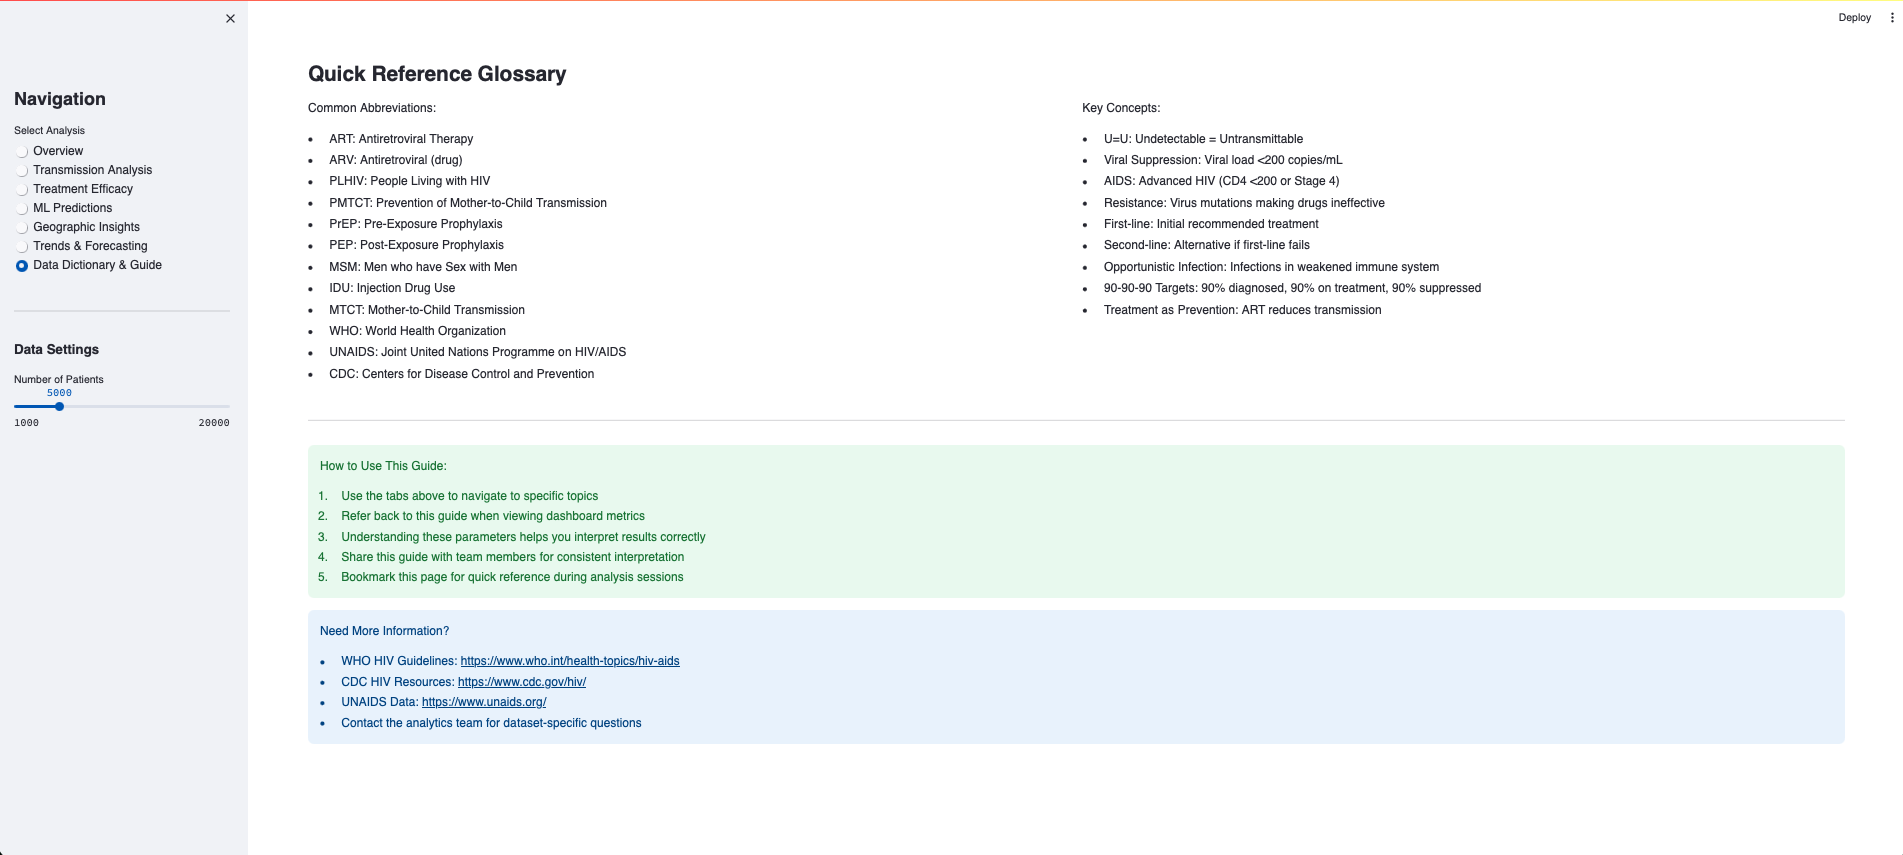 Deploy
Navigation
Select Analysis
Overview
Transmission Analysis
Treatment Efficacy
ML Predictions
Geographic Insights
Trends & Forecasting
Data Dictionary & Guide
Data Settings
Number of Patients
5000
1000 20000
Quick Reference Glossary
Common Abbreviations:
• ART: Antiretroviral Therapy
• ARV: Antiretroviral (drug)
• PLHIV: People Living with HIV
• PMTCT: Prevention of Mother-to-Child Transmission
• PrEP: Pre-Exposure Prophylaxis
• PEP: Post-Exposure Prophylaxis
• MSM: Men who have Sex with Men
• IDU: Injection Drug Use
• MTCT: Mother-to-Child Transmission
• WHO: World Health Organization
• UNAIDS: Joint United Nations Programme on HIV/AIDS
• CDC: Centers for Disease Control and Prevention
Key Concepts:
• U=U: Undetectable = Untransmittable
• Viral Suppression: Viral load <200 copies/mL
• AIDS: Advanced HIV (CD4 <200 or Stage 4)
• Resistance: Virus mutations making drugs ineffective
• First-line: Initial recommended treatment
• Second-line: Alternative if first-line fails
• Opportunistic Infection: Infections in weakened immune system
• 90-90-90 Targets: 90% diagnosed, 90% on treatment, 90% suppressed
• Treatment as Prevention: ART reduces transmission
How to Use This Guide:
1. Use the tabs above to navigate to specific topics
2. Refer back to this guide when viewing dashboard metrics
3. Understanding these parameters helps you interpret results correctly
4. Share this guide with team members for consistent interpretation
5. Bookmark this page for quick reference during analysis sessions
Need More Information?
• WHO HIV Guidelines: https://www.who.int/health-topics/hiv-aids
• CDC HIV Resources: https://www.cdc.gov/hiv/
• UNAIDS Data: https://www.unaids.org/
• Contact the analytics team for dataset-specific questions